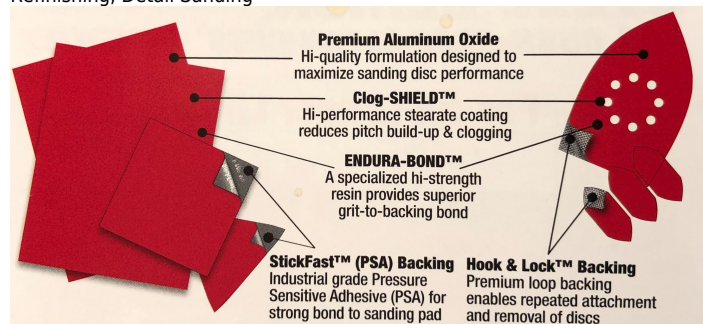 Refinishing, Detail Sanding
Premium Aluminum Oxide
Hi-quality formulation designed to
maximize sanding disc performance
Clog-SHIELD™
Hi-performance stearate coating
reduces pitch build-up & clogging
ENDURA-BOND™
A specialized hi-strength
resin provides superior
grit-to-backing bond
StickFast™ (PSA) Backing
Industrial grade Pressure
Sensitive Adhesive (PSA) for
strong bond to sanding pad
Hook & Lock™ Backing
Premium loop backing
enables repeated attachment
and removal of discs